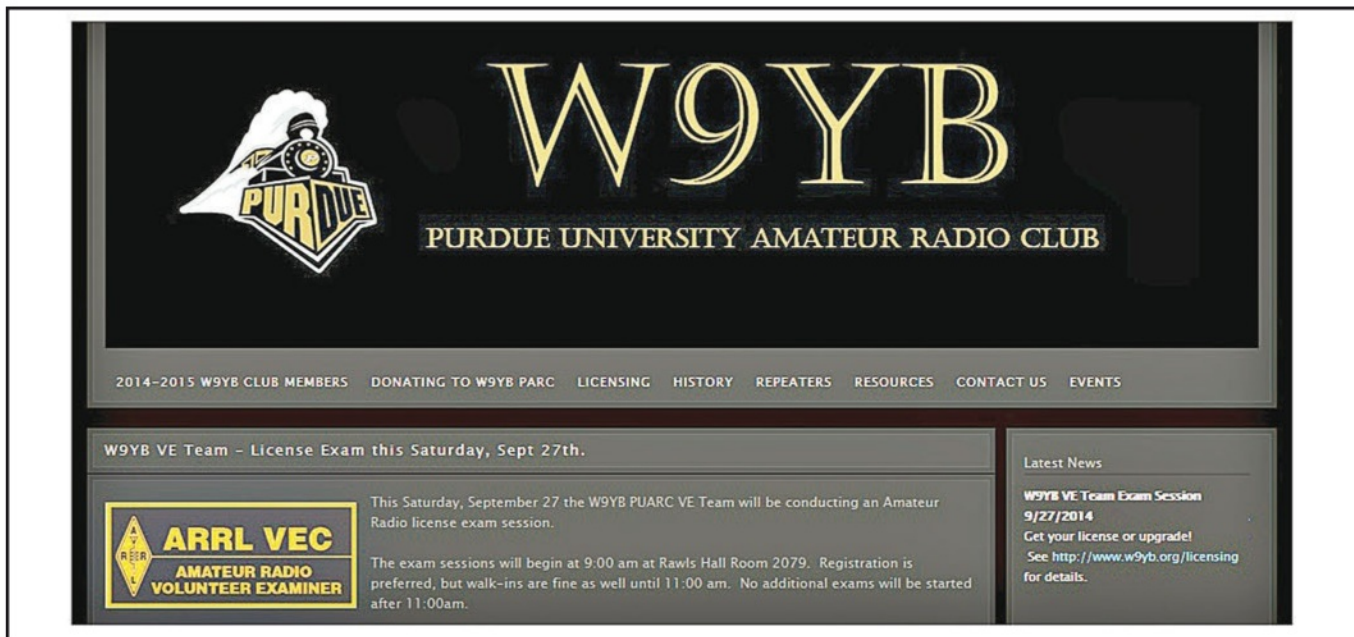 W9YB
PURDUE
PURDUE UNIVERSITY AMATEUR RADIO CLUB
2014-2015 W9YB CLUB MEMBERS DONATING TO W9YB PARC LICENSING HISTORY REPEATERS RESOURCES CONTACT US EVENTS
W9YB VE Team - License Exam this Saturday, Sept 27th.
ARRL VEC
AMATEUR RADIO
VOLUNTEER EXAMINER
This Saturday, September 27 the W9YB PUARC VE Team will be conducting an Amateur
Radio license exam session.
The exam sessions will begin at 9:00 am at Rawls Hall Room 2079. Registration is
preferred, but walk-ins are fine as well until 11:00 am. No additional exams will be started
after 11:00am.
Latest News
W9YB VE Team Exam Session
9/27/2014
Get your license or upgrade!
See http://www.w9yb.org/licensing
for details.